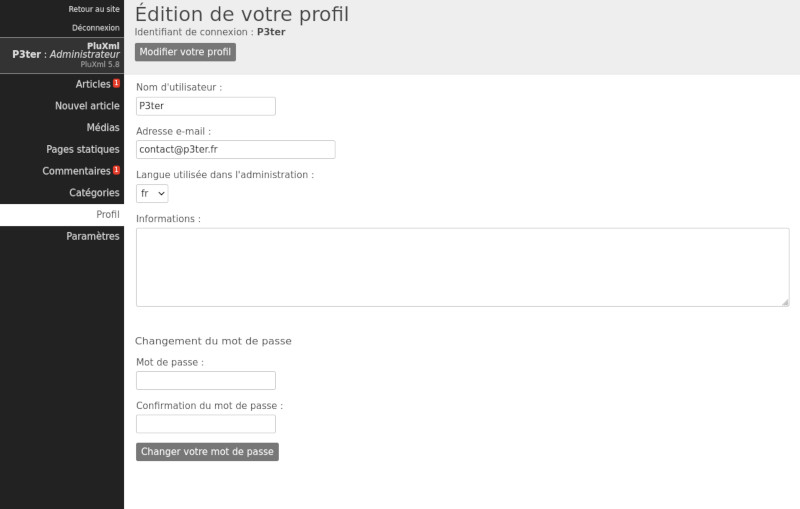 Retour au site
Déconnexion
PluXml
P3ter : Administrateur
PluXml 5.8
Articles 1
Nouvel article
Médias
Pages statiques
Commentaires 1
Catégories
Profil
Paramètres
Édition de votre profil
Identifiant de connexion : P3ter
Modifier votre profil
Nom d'utilisateur :
P3ter
Adresse e-mail :
contact@p3ter.fr
Langue utilisée dans l'administration :
fr
Informations :
Changement du mot de passe
Mot de passe :
Confirmation du mot de passe :
Changer votre mot de passe